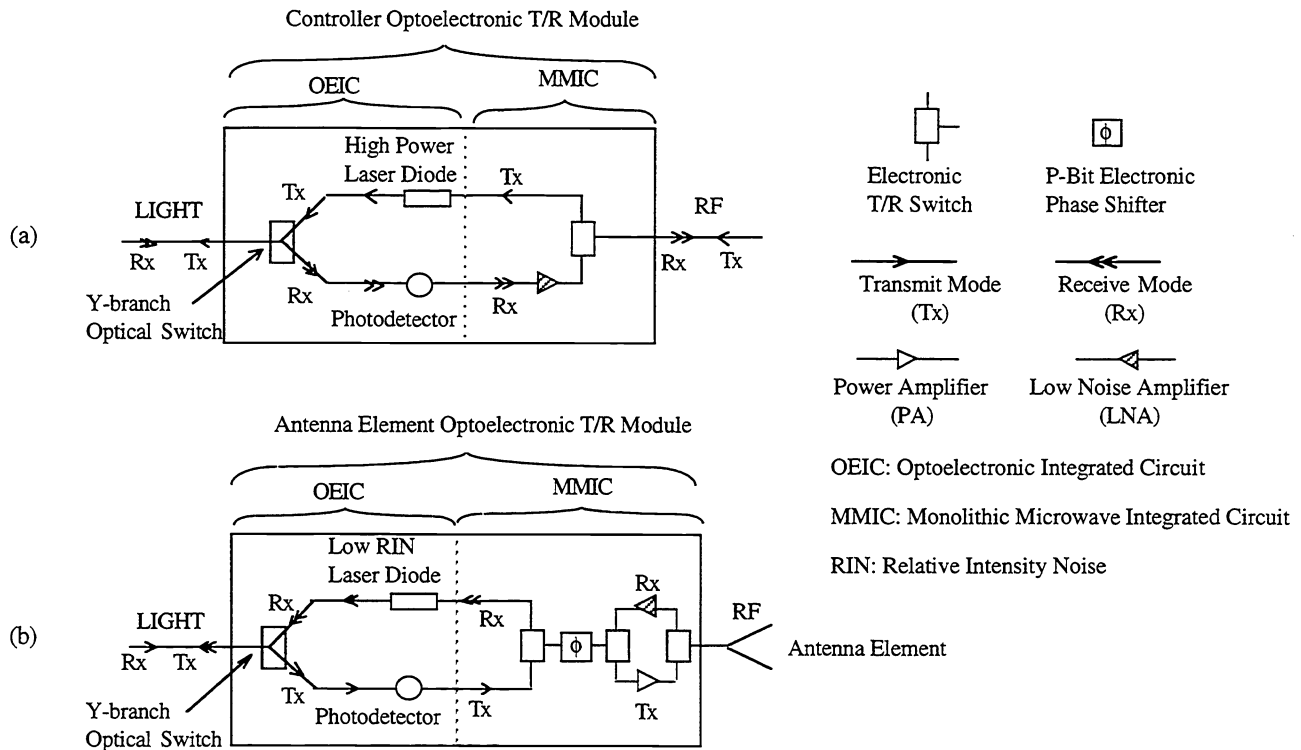 Controller Optoelectronic T/R Module
OEIC
MMIC
High Power
Laser Diode
Tx
Tx
LIGHT
RF
(a)
Rx
Tx
Rx
Tx
Y-branch
Optical Switch
Rx
Photodetector
Rx
Electronic
T/R Switch
ϕ
P-Bit Electronic
Phase Shifter
Transmit Mode
(Tx)
Receive Mode
(Rx)
Power Amplifier
(PA)
Low Noise Amplifier
(LNA)
OEIC: Optoelectronic Integrated Circuit
MMIC: Monolithic Microwave Integrated Circuit
RIN: Relative Intensity Noise
Antenna Element Optoelectronic T/R Module
OEIC
MMIC
Low RIN
Laser Diode
Rx
Rx
Rx
LIGHT
RF
(b)
Rx
Tx
ϕ
Antenna Element
Y-branch
Optical Switch
Tx
Photodetector
Tx
Tx